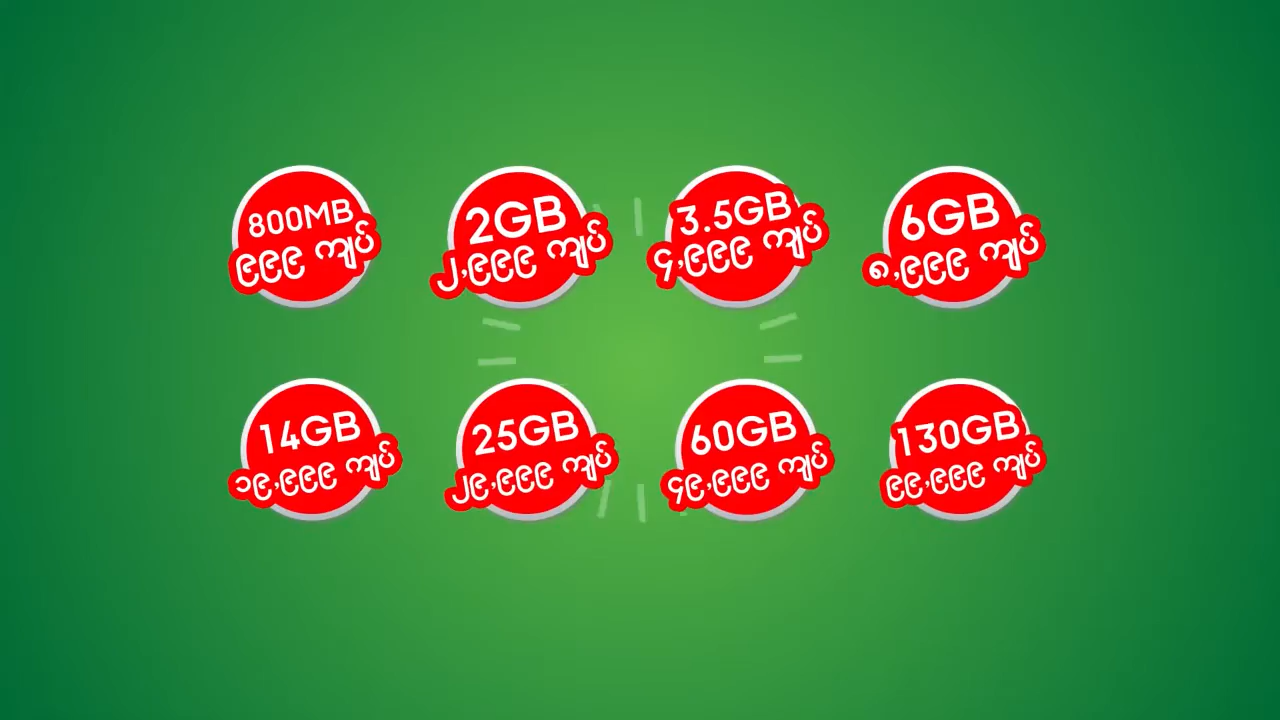 800MB
၉၉၉ ကျပ်
2GB
၂,၉၉၉ ကျပ်
3.5GB
၄,၉၉၉ ကျပ်
6GB
၈,၉၉၉ ကျပ်
14GB
၁၉,၉၉၉ ကျပ်
25GB
၂၉,၉၉၉ ကျပ်
60GB
၄၉,၉၉၉ ကျပ်
130GB
၉၉,၉၉၉ ကျပ်